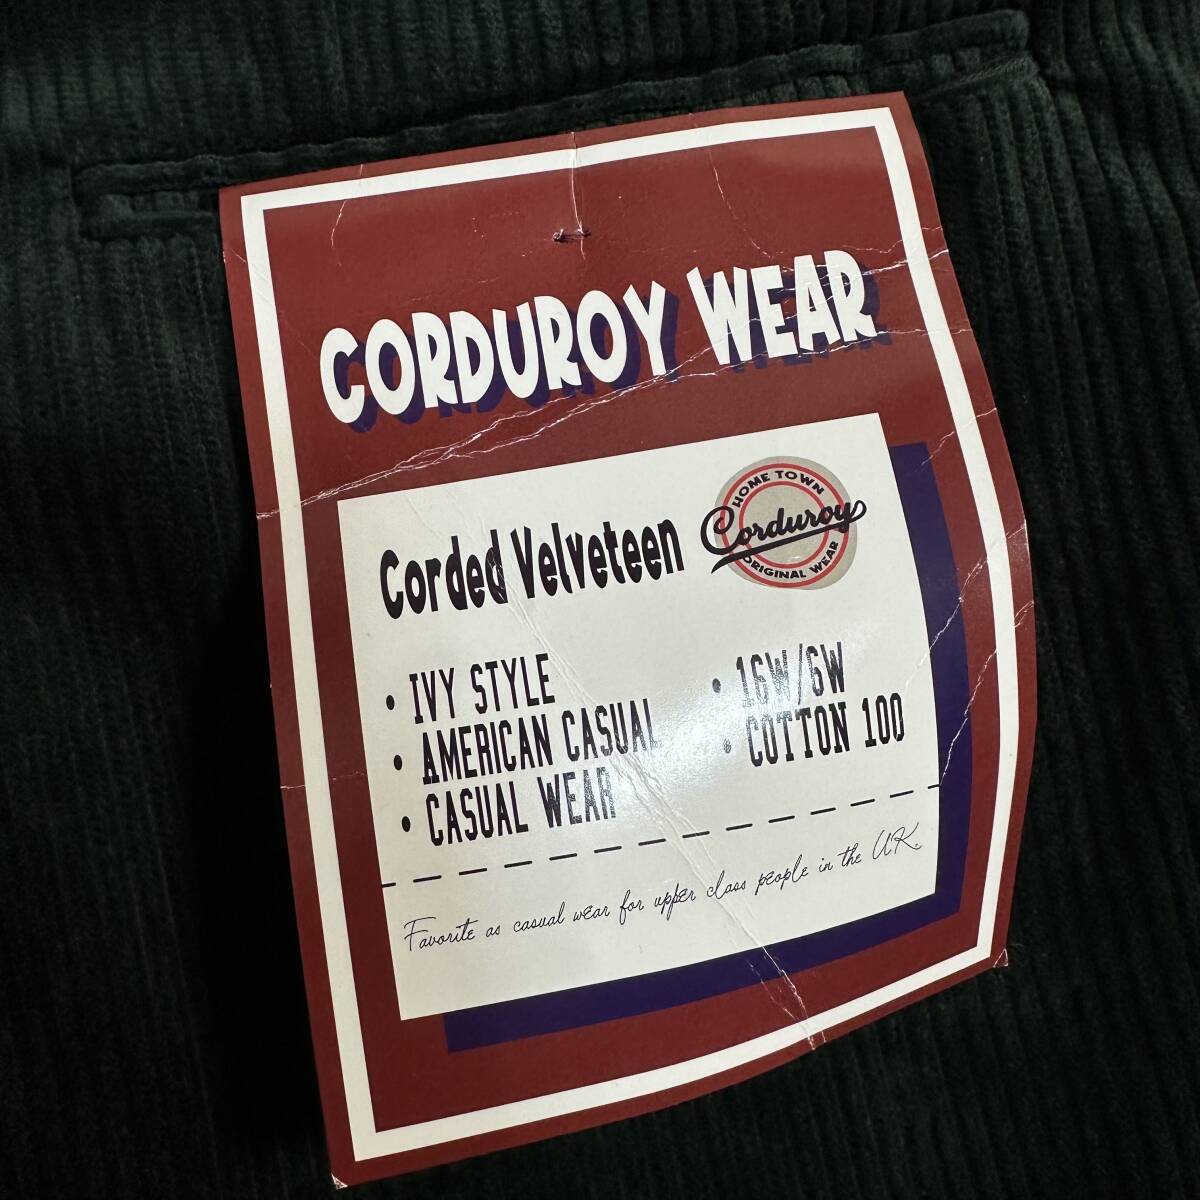 CORDUROY WEAR
Corded Velveteen
HOME TOWN
Corduroy
ORIGINAL WEAR
• IVY STYLE
• AMERICAN CASUAL
• CASUAL WEAR
• 16W/6W
• COTTON 100
Favorite as casual wear for upper class people in the UK.